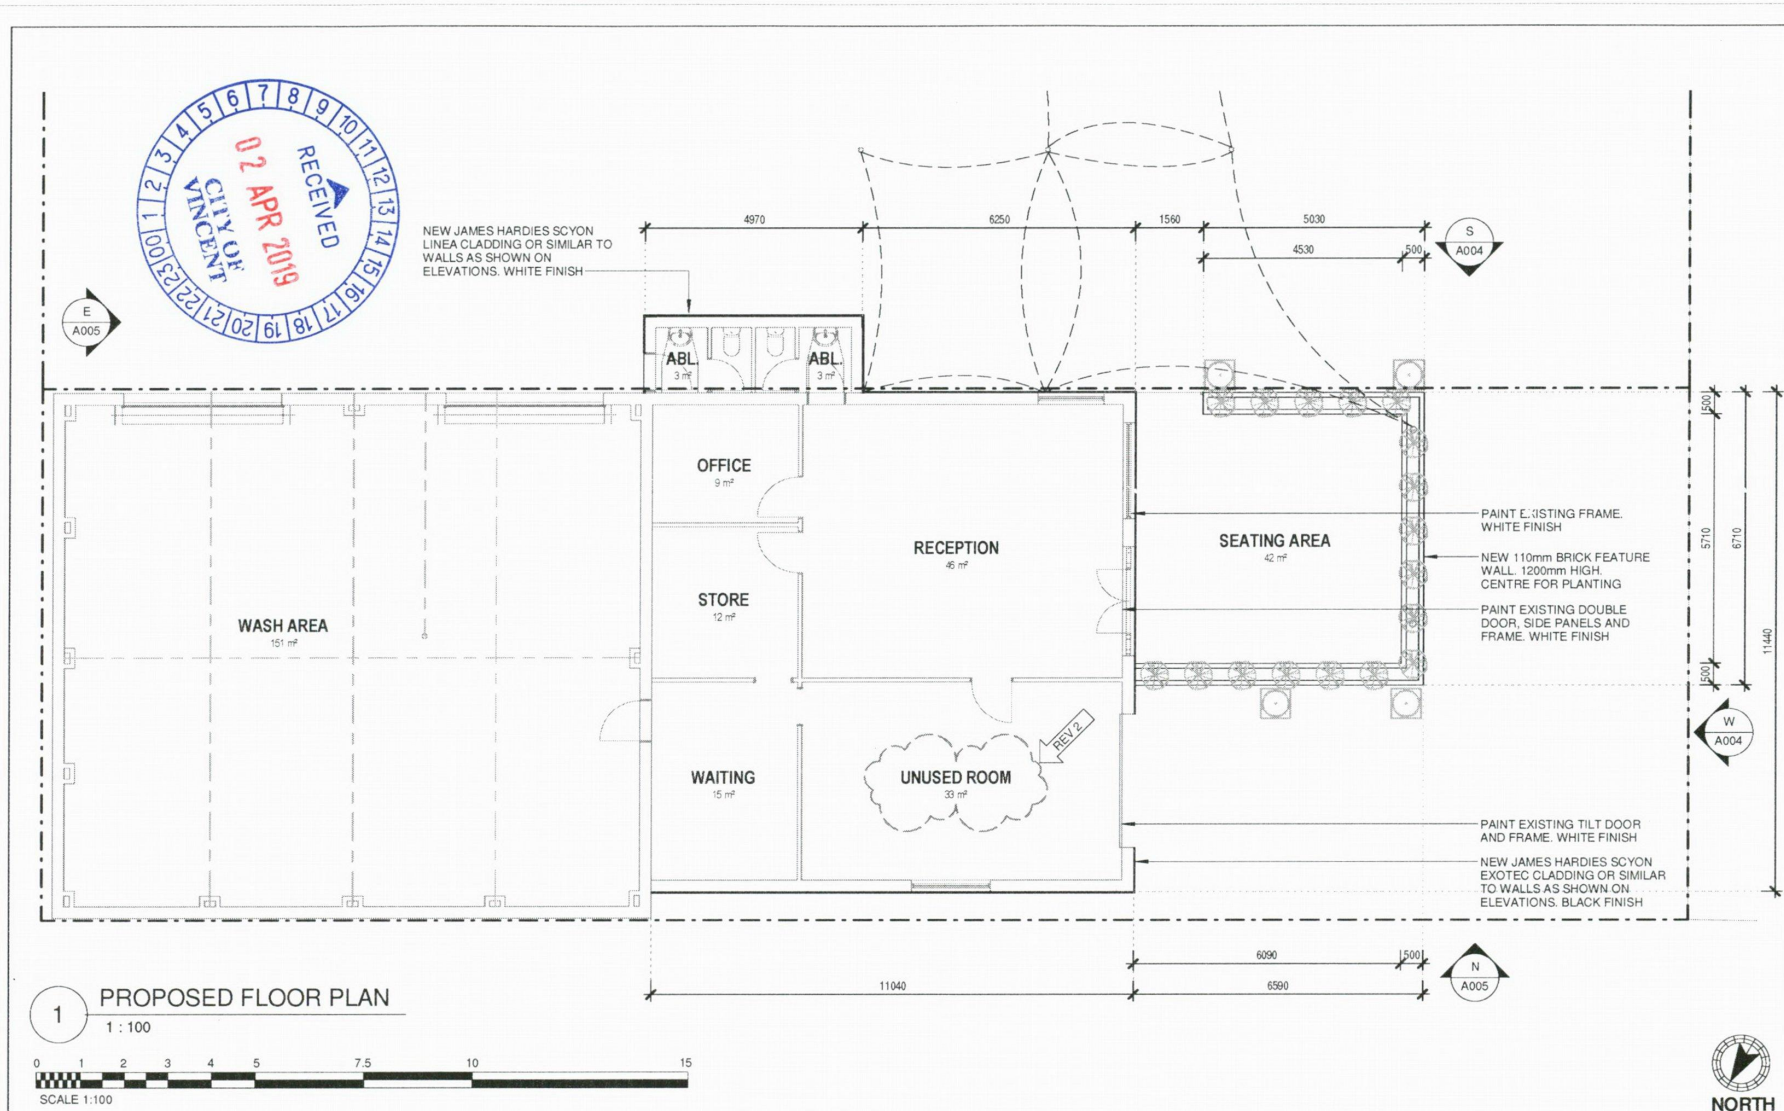 00 1 2 3 4 5 6 7 8 9 10 11 12 13 14 15 16 17 18 19 20 21 22 23
RECEIVED
02 APR 2019
CITY OF
VINCENT
NEW JAMES HARDIES SCYON
LINEA CLADDING OR SIMILAR TO
WALLS AS SHOWN ON
ELEVATIONS. WHITE FINISH
4970
6250
1560
5030
4530
500
S
A004
E
A005
ABL.
3 m²
ABL.
3 m²
OFFICE
9 m²
RECEPTION
46 m²
STORE
12 m²
WASH AREA
151 m²
SEATING AREA
42 m²
WAITING
15 m²
UNUSED ROOM
33 m²
REV 2
PAINT EXISTING FRAME.
WHITE FINISH
NEW 110mm BRICK FEATURE
WALL. 1200mm HIGH.
CENTRE FOR PLANTING
PAINT EXISTING DOUBLE
DOOR, SIDE PANELS AND
FRAME. WHITE FINISH
500
5710
6710
500
11440
W
A004
PAINT EXISTING TILT DOOR
AND FRAME. WHITE FINISH
NEW JAMES HARDIES SCYON
EXOTEC CLADDING OR SIMILAR
TO WALLS AS SHOWN ON
ELEVATIONS. BLACK FINISH
6090
500
11040
6590
N
A005
1
PROPOSED FLOOR PLAN
1 : 100
0 1 2 3 4 5 7.5 10 15
SCALE 1:100
NORTH